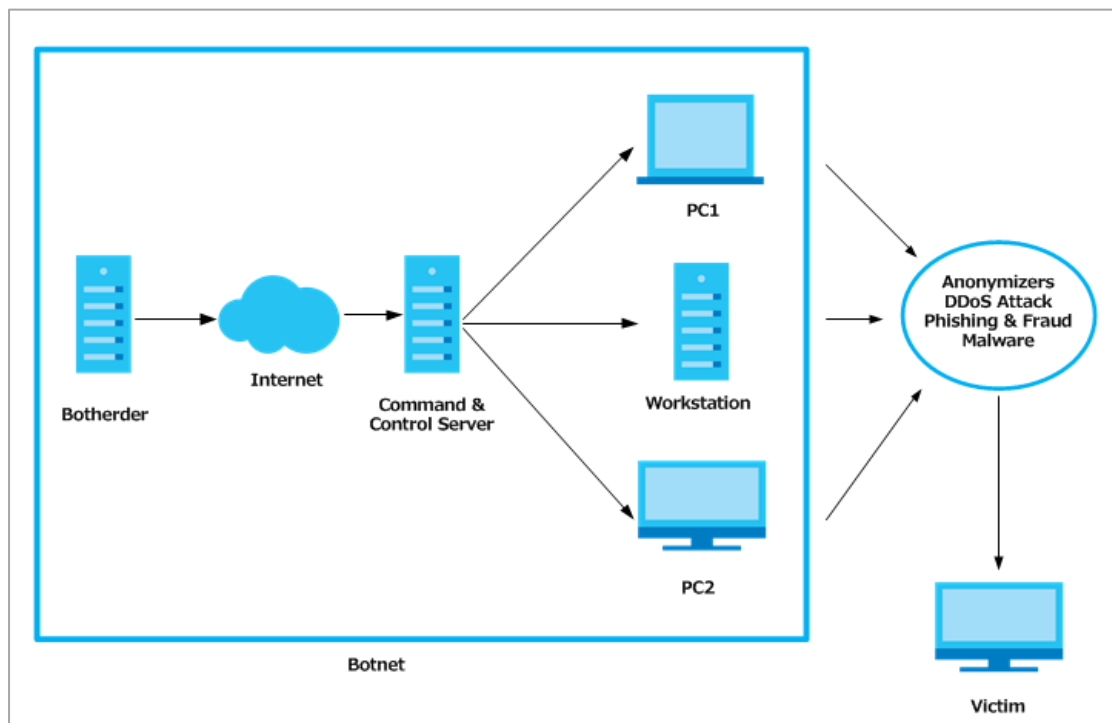 PC1
Anonymizers
DDoS Attack
Phishing & Fraud
Malware
Botherder
Internet
Command &
Control Server
Workstation
PC2
Botnet
Victim